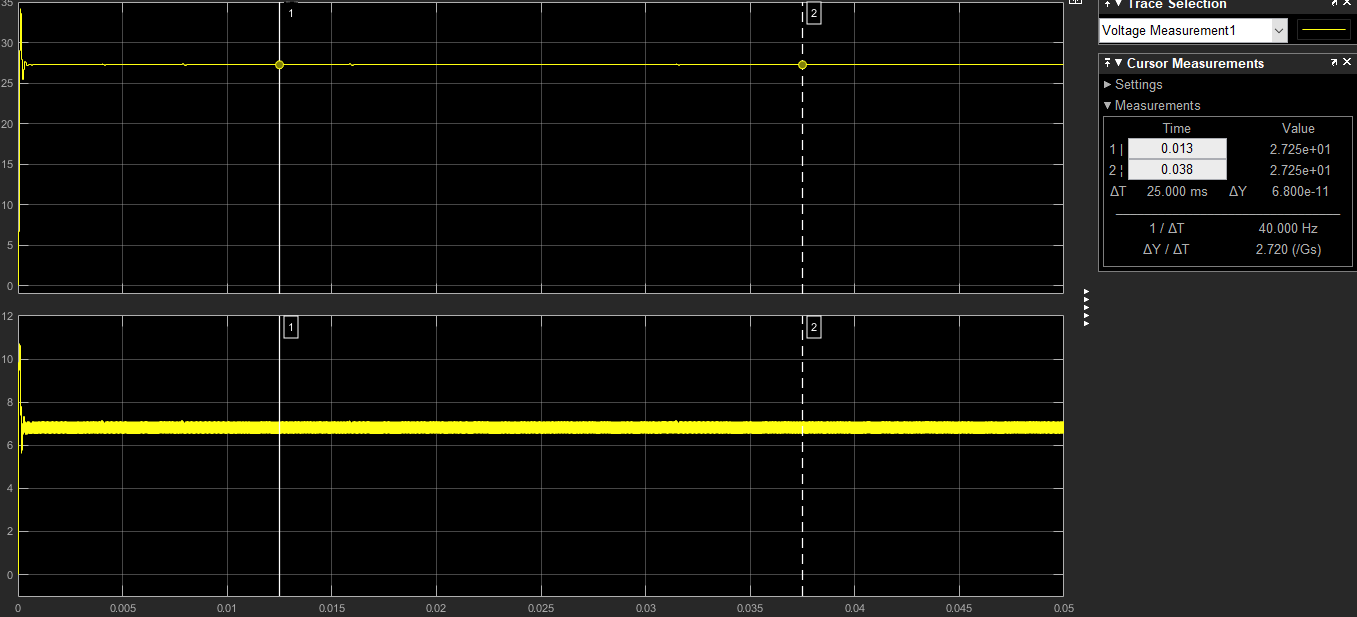 35
30
25
20
15
10
5
0
1
2
12
10
8
6
4
2
0
1
2
0 0.005 0.01 0.015 0.02 0.025 0.03 0.035 0.04 0.045 0.05
Trace Selection
Voltage Measurement1
Cursor Measurements
Settings
Measurements
Time Value
1 | 0.013 2.725e+01
2 ¦ 0.038 2.725e+01
ΔT 25.000 ms ΔY 6.800e-11
1 / ΔT 40.000 Hz
ΔY / ΔT 2.720 (/Gs)